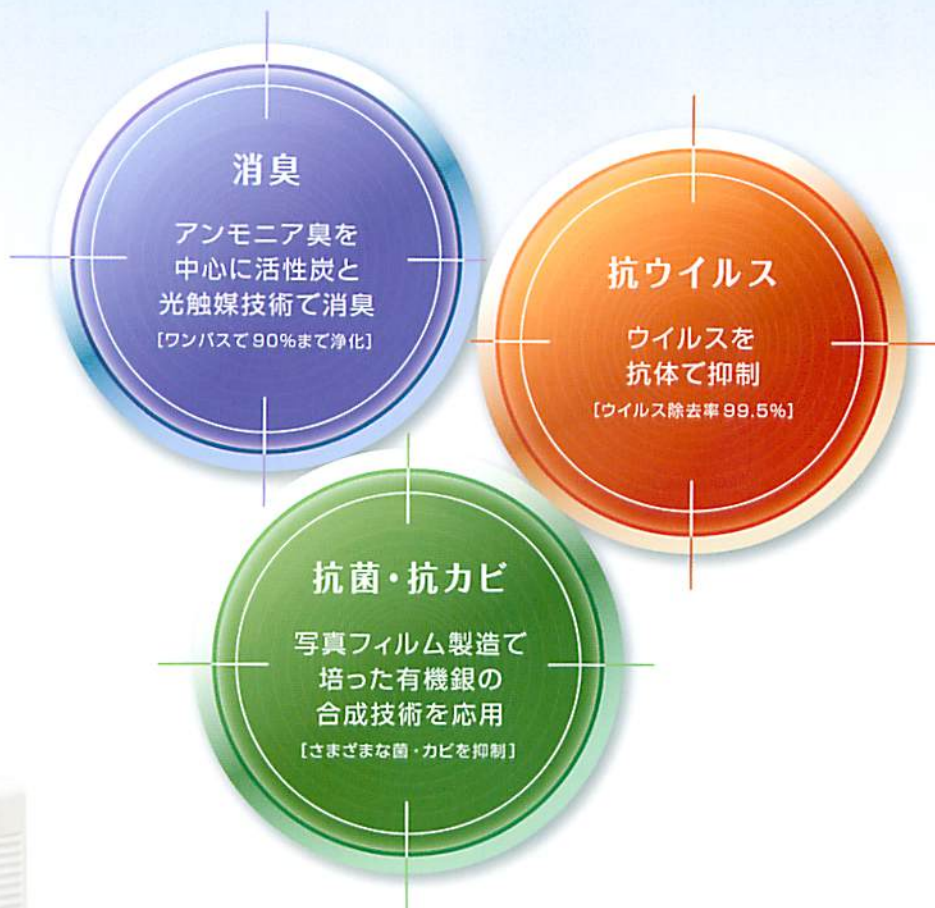 消臭
アンモニア臭を
中心に活性炭と
光触媒技術で消臭
[ワンパスで90%まで浄化]
抗ウイルス
ウイルスを
抗体で抑制
[ウイルス除去率99.5%]
抗菌・抗カビ
写真フィルム製造で
培った有機銀の
合成技術を応用
[さまざまな菌・カビを抑制]